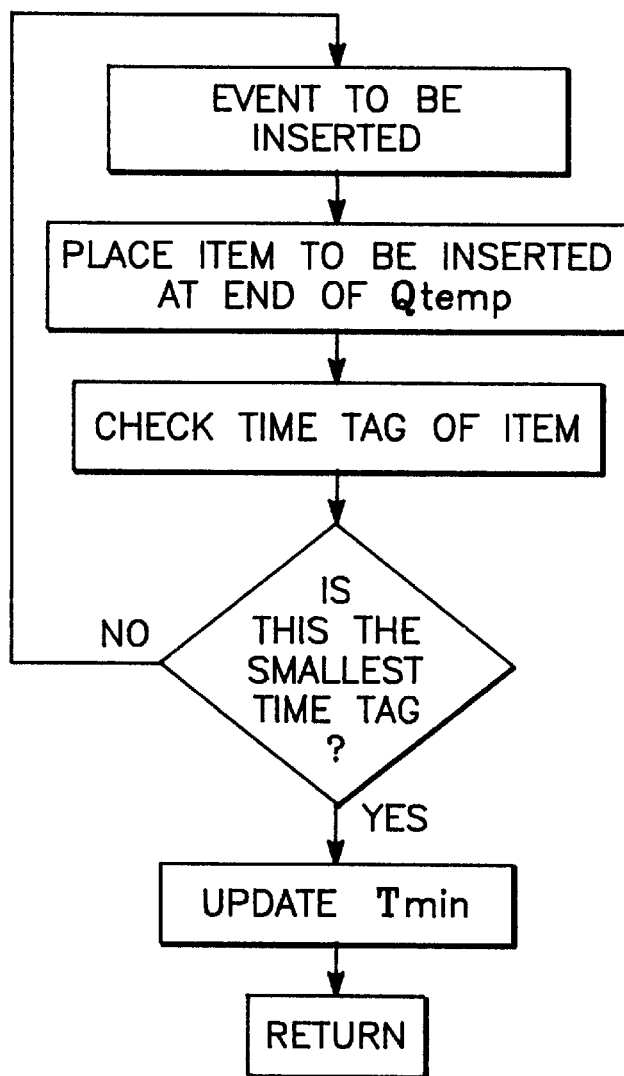 EVENT TO BE
INSERTED
PLACE ITEM TO BE INSERTED
AT END OF Qtemp
CHECK TIME TAG OF ITEM
IS
THIS THE
SMALLEST
TIME TAG
?
NO
YES
UPDATE Tmin
RETURN